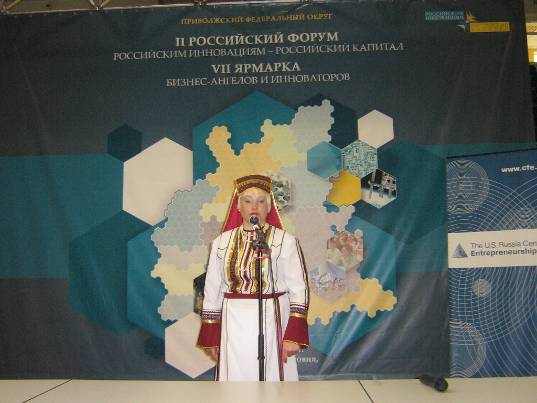 ПРИВОЛЖСКИЙ ФЕДЕРАЛЬНЫЙ ОКРУГ
II РОССИЙСКИЙ ФОРУМ
РОССИЙСКИМ ИННОВАЦИЯМ – РОССИЙСКИЙ КАПИТАЛ
VII ЯРМАРКА
БИЗНЕС-АНГЕЛОВ И ИННОВАТОРОВ
www.cfe.
The U.S. Russia Cen
Entrepreneurship